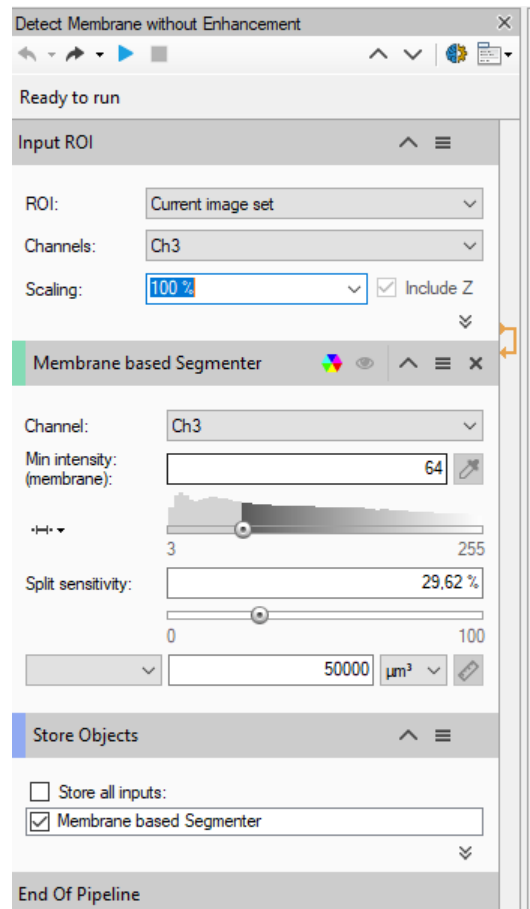 Detect Membrane without Enhancement
Ready to run
Input ROI
ROI: Current image set
Channels: Ch3
Scaling: 100 % Include Z
Membrane based Segmenter
Channel: Ch3
Min intensity: 64
(membrane):
3 255
Split sensitivity: 29,62 %
0 100
50000 µm³
Store Objects
Store all inputs:
Membrane based Segmenter
End Of Pipeline